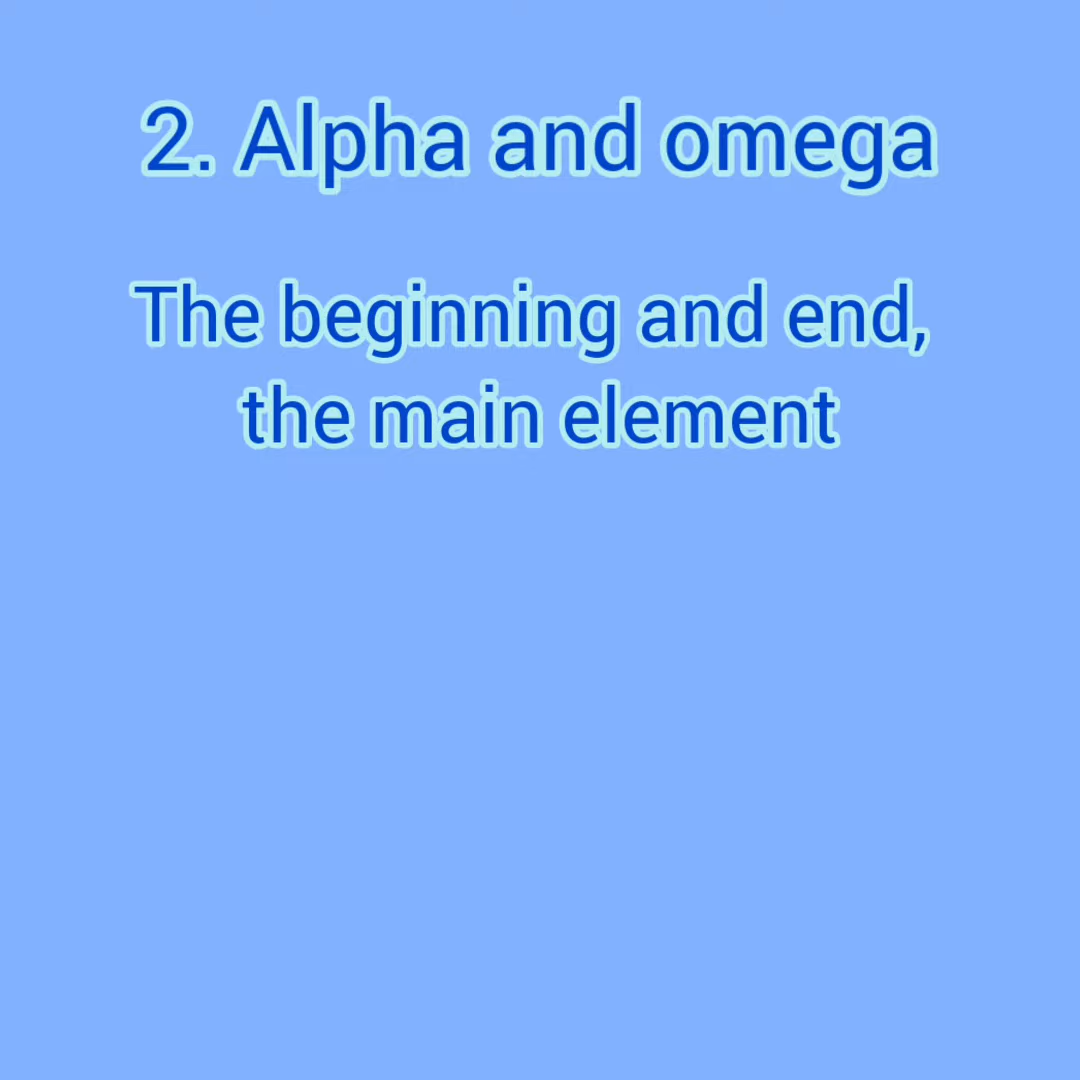 2. Alpha and omega
The beginning and end,
the main element